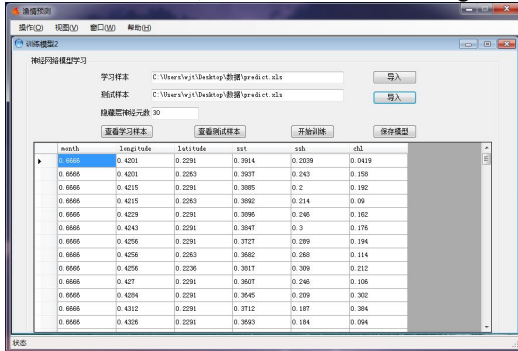 渔情预测
操作(O) 视图(V) 窗口(W) 帮助(H)
训练模型2
神经网络模型学习
学习样本 C:\Users\wjt\Desktop\数据\predict.xls 导入
测试样本 C:\Users\wjt\Desktop\数据\predict.xls 导入
隐藏层神经元数 30
查看学习样本 查看测试样本 开始训练 保存模型
month longitude latitude sst ssh chl
0.6666 0.4201 0.2291 0.3914 0.2039 0.0419
0.6666 0.4201 0.2263 0.3937 0.243 0.158
0.6666 0.4215 0.2291 0.3885 0.2 0.192
0.6666 0.4215 0.2263 0.3892 0.214 0.09
0.6666 0.4229 0.2291 0.3896 0.246 0.162
0.6666 0.4243 0.2291 0.3847 0.3 0.176
0.6666 0.4256 0.2291 0.3727 0.289 0.194
0.6666 0.4256 0.2263 0.3682 0.268 0.114
0.6666 0.4256 0.2236 0.3817 0.309 0.212
0.6666 0.427 0.2291 0.3607 0.246 0.106
0.6666 0.4284 0.2291 0.3645 0.209 0.302
0.6666 0.4312 0.2291 0.3712 0.187 0.384
0.6666 0.4326 0.2291 0.3693 0.184 0.094
状态